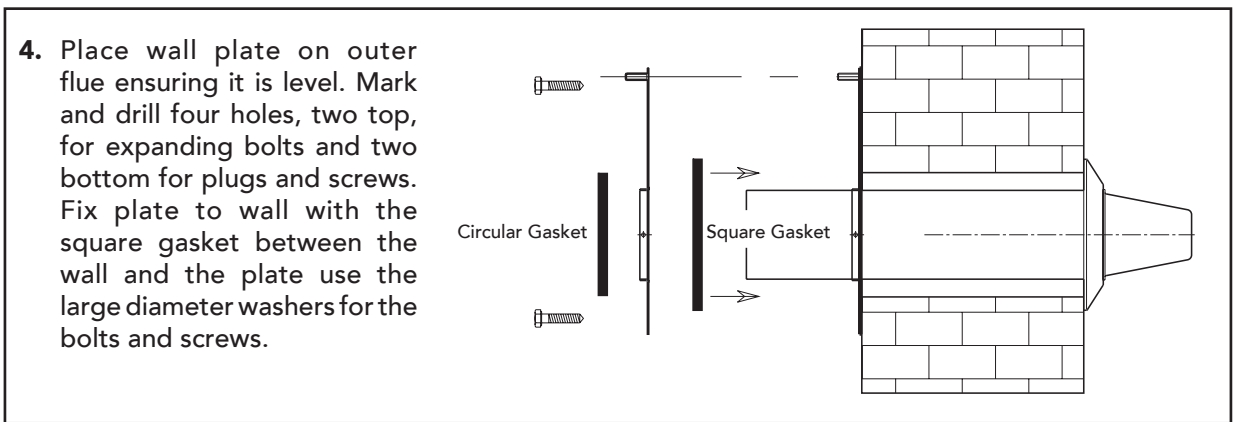 4. Place wall plate on outer
flue ensuring it is level. Mark
and drill four holes, two top,
for expanding bolts and two
bottom for plugs and screws.
Fix plate to wall with the
square gasket between the
wall and the plate use the
large diameter washers for the
bolts and screws.
Circular Gasket
Square Gasket